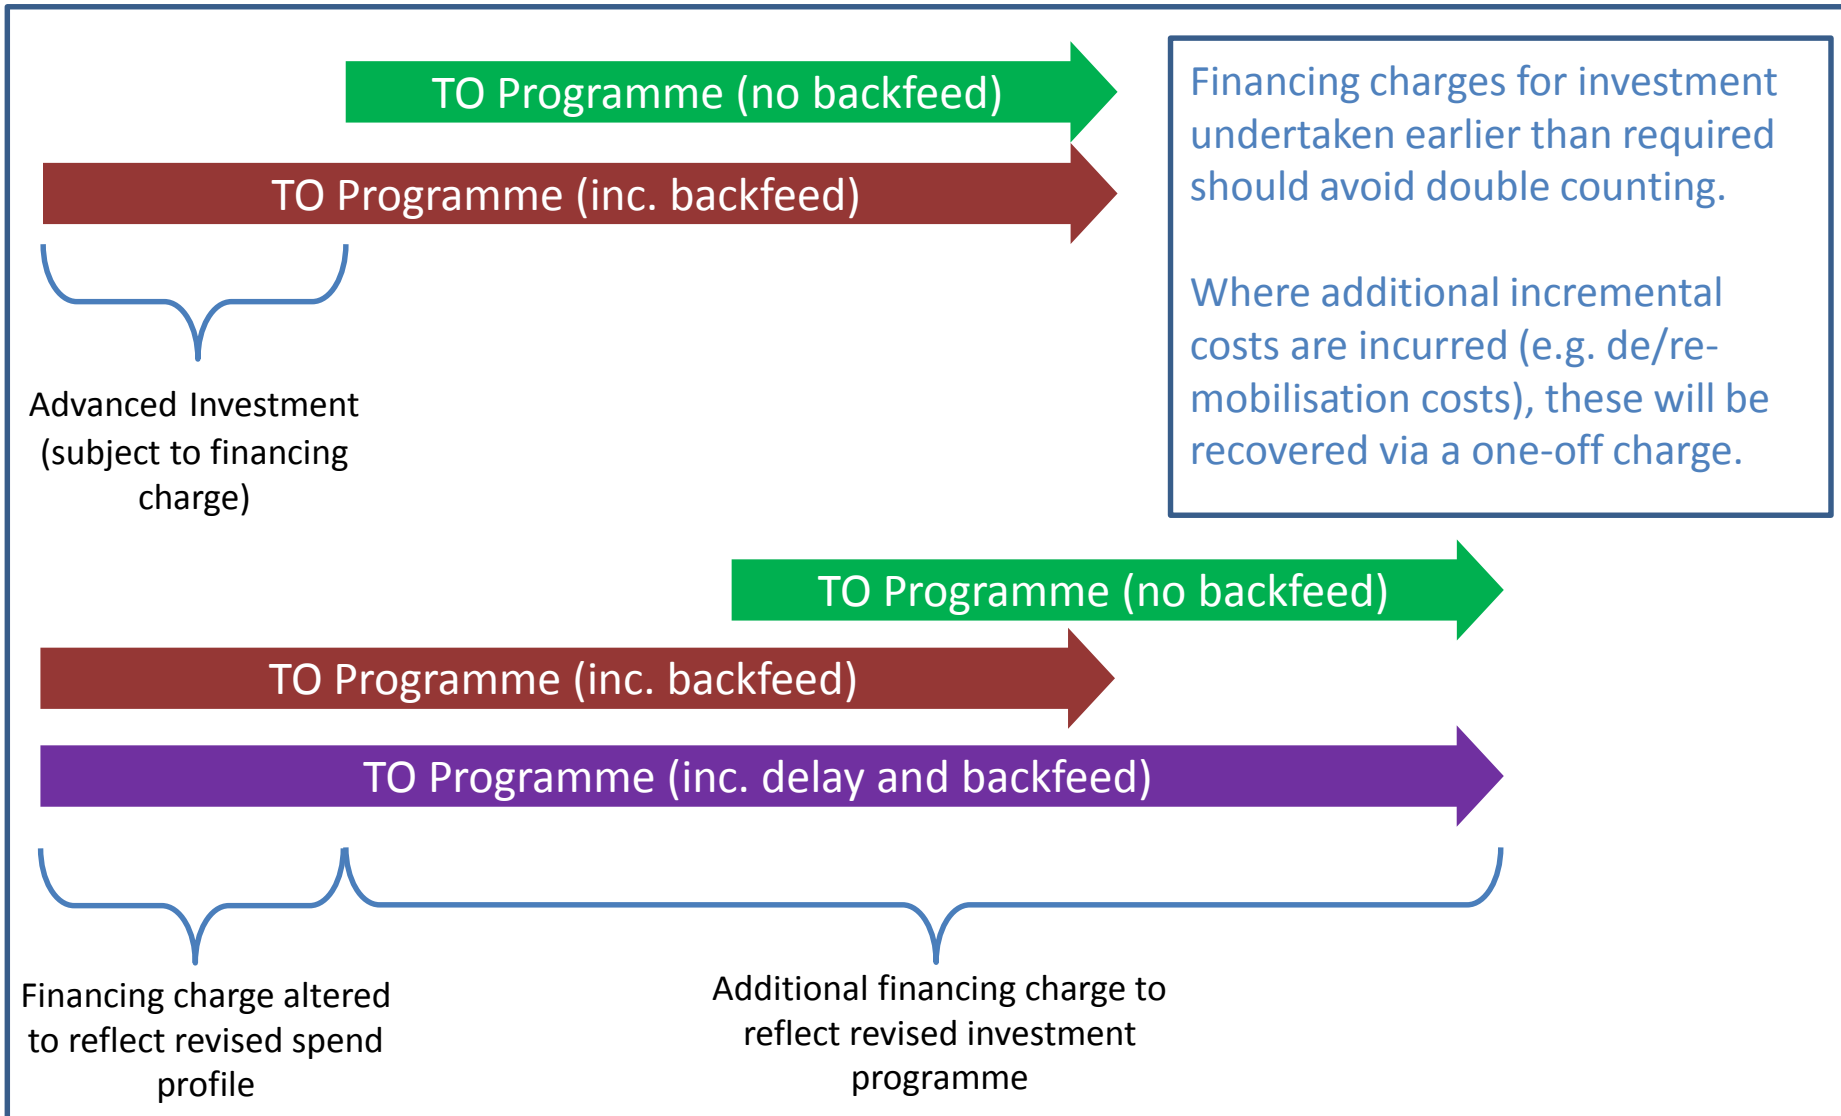 TO Programme (no backfeed)
TO Programme (inc. backfeed)
Advanced Investment
(subject to financing
charge)
Financing charges for investment
undertaken earlier than required
should avoid double counting.
Where additional incremental
costs are incurred (e.g. de/re-
mobilisation costs), these will be
recovered via a one-off charge.
TO Programme (no backfeed)
TO Programme (inc. backfeed)
TO Programme (inc. delay and backfeed)
Financing charge altered
to reflect revised spend
profile
Additional financing charge to
reflect revised investment
programme